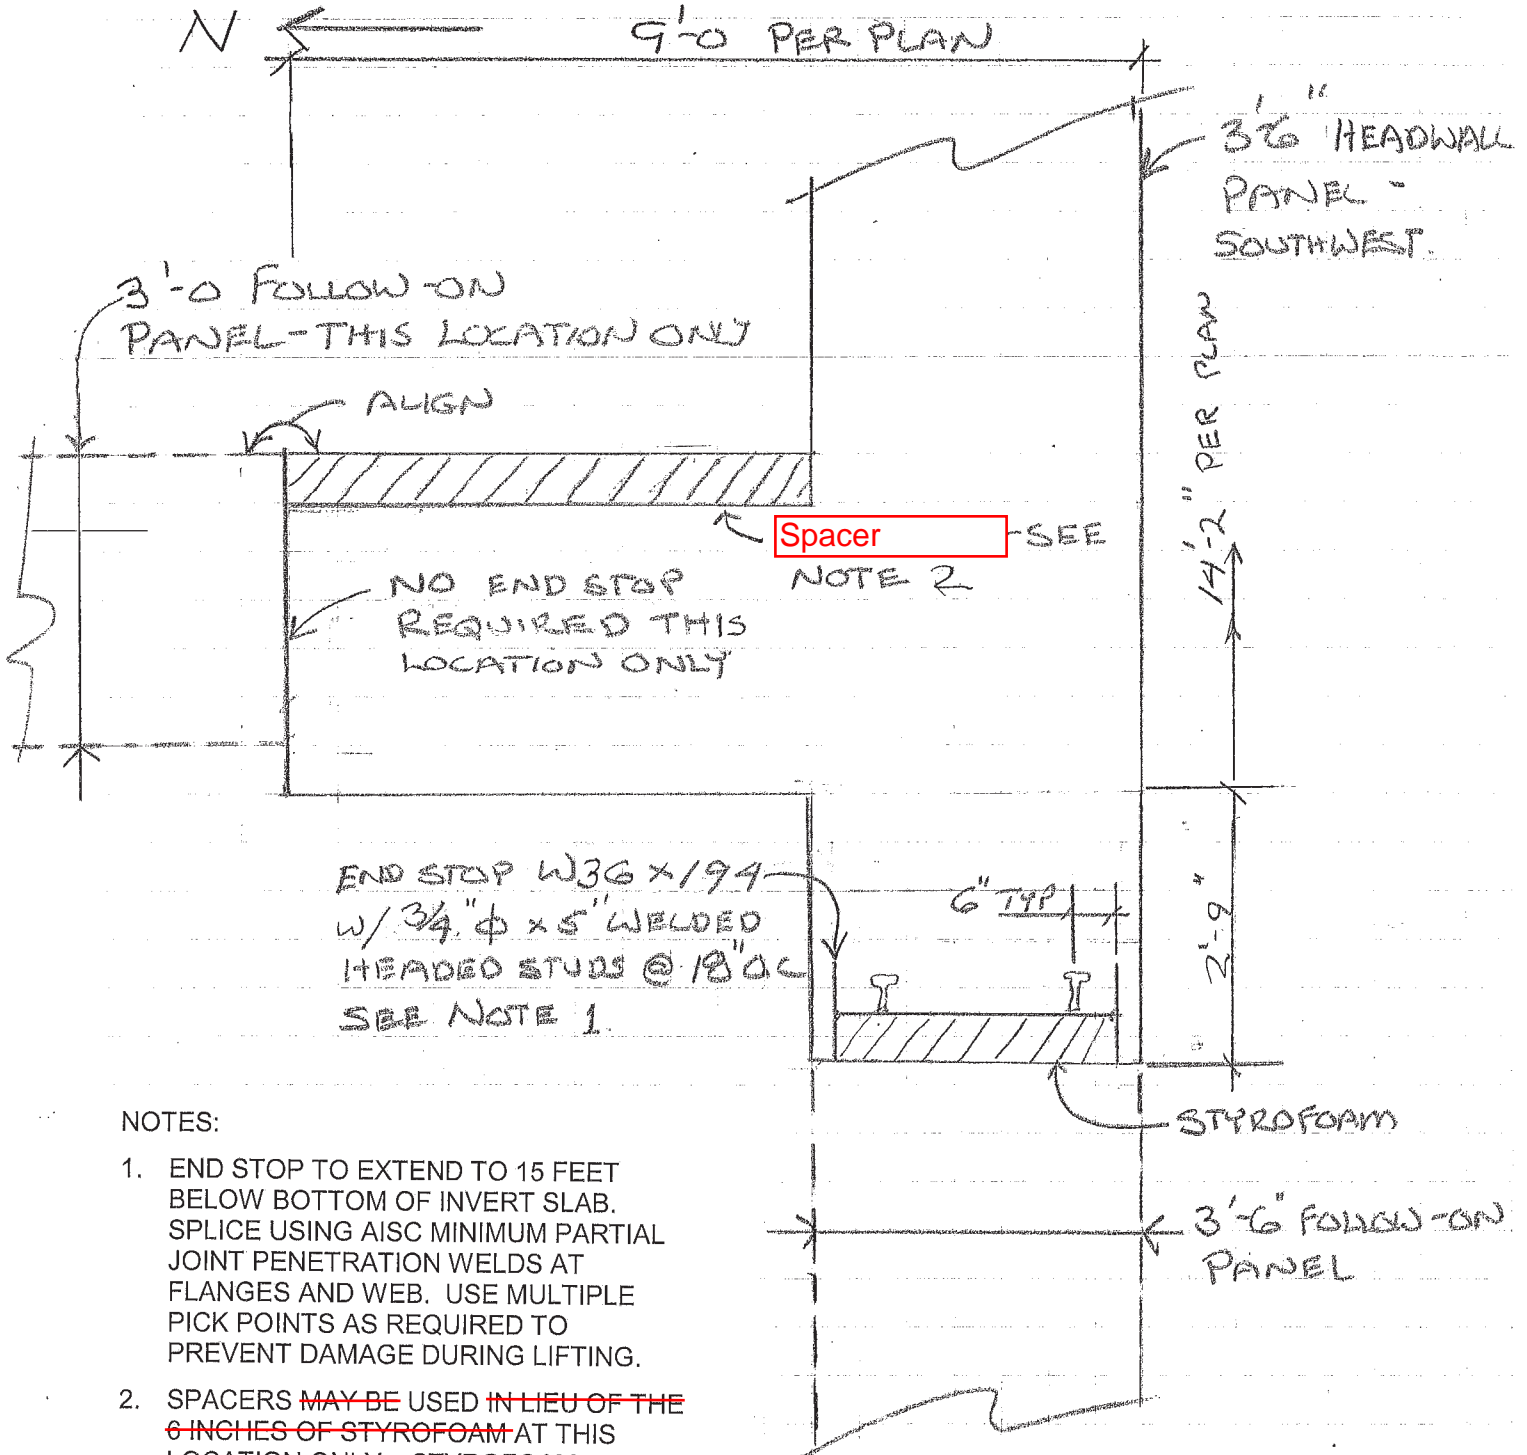 N
9'-0 PER PLAN
3'-6" HEADWALL
PANEL -
SOUTHWEST.
3'-0 FOLLOW-ON
PANEL-THIS LOCATION ONLY
ALIGN
14'-2" PER PLAN
Spacer -SEE
NOTE 2
NO END STOP
REQUIRED THIS
LOCATION ONLY
END STOP W36 x 194
W/ 3/4"ϕ x 5" WELDED
HEADED STUDS @ 18" O.C
SEE NOTE 1.
6" TYP
2'-9"
STYROFOAM
3'-6" FOLLOW-ON
PANEL
NOTES:
1. END STOP TO EXTEND TO 15 FEET
BELOW BOTTOM OF INVERT SLAB.
SPLICE USING AISC MINIMUM PARTIAL
JOINT PENETRATION WELDS AT
FLANGES AND WEB. USE MULTIPLE
PICK POINTS AS REQUIRED TO
PREVENT DAMAGE DURING LIFTING.
2. SPACERS MAY BE USED IN LIEU OF THE
6 INCHES OF STYROFOAM AT THIS
LOCATION ONLY. STYROFOAM